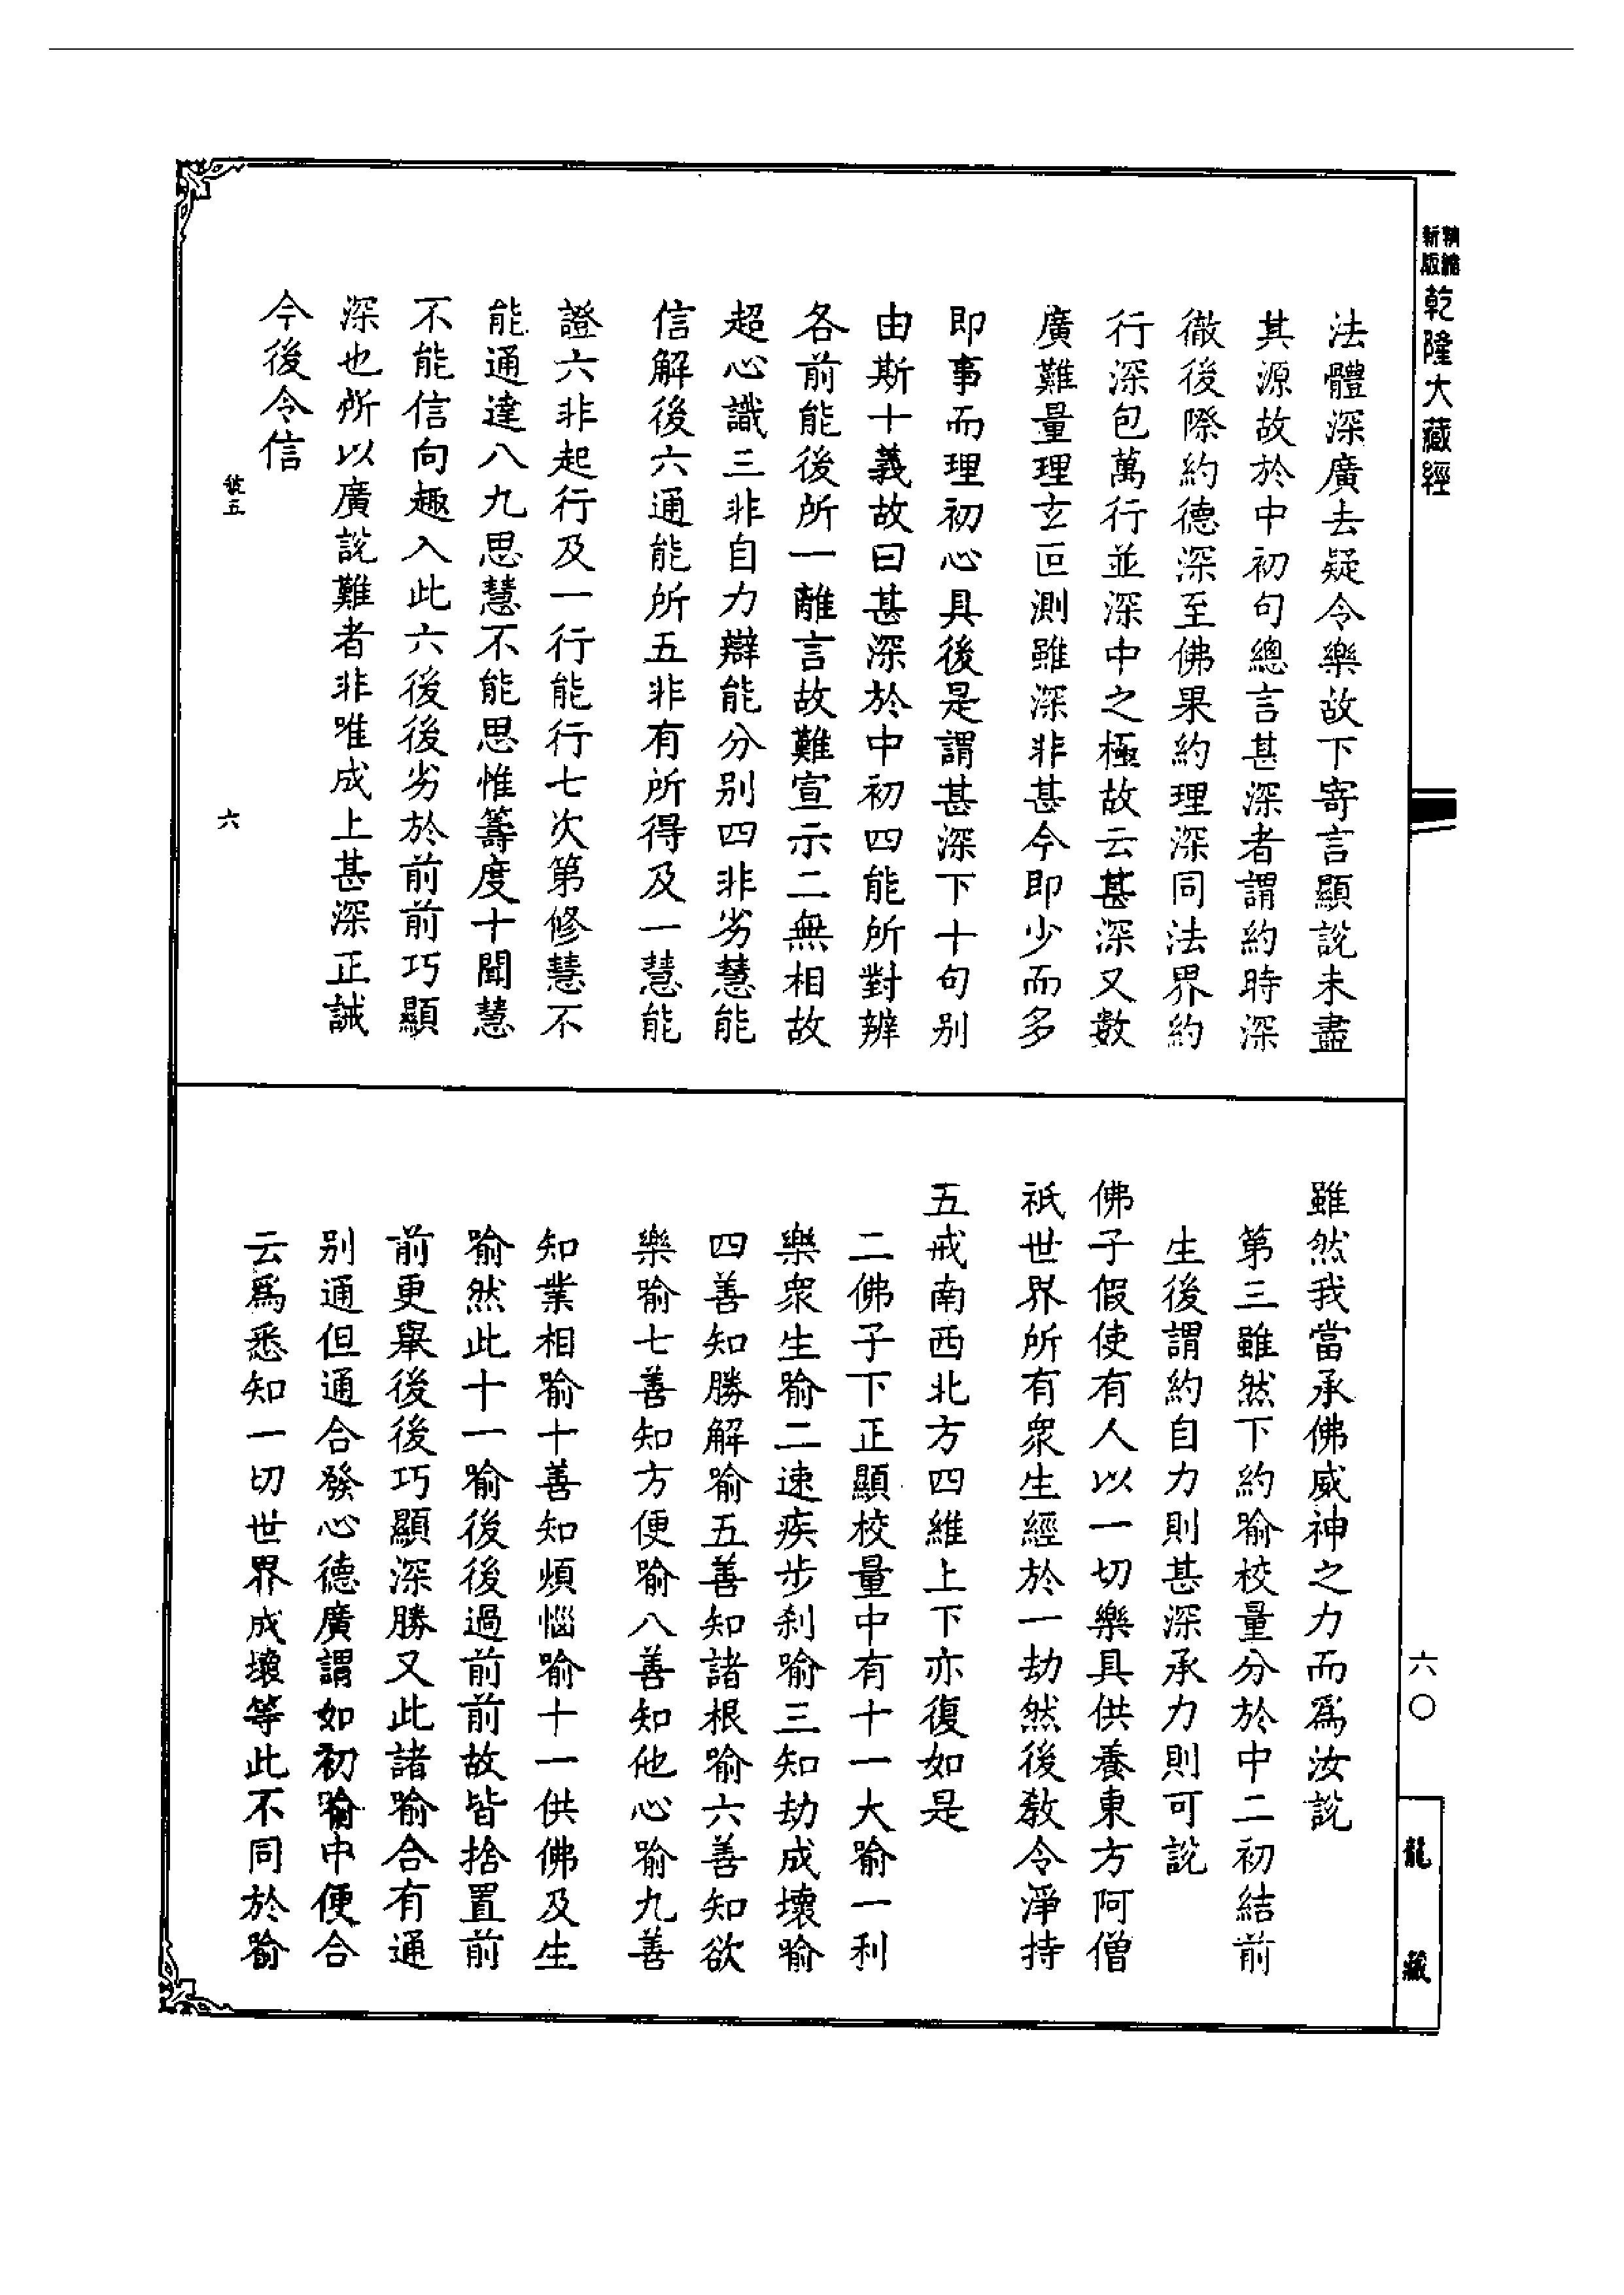 精縮
新版
乾隆大藏經
法體深廣去疑令樂故下寄言顯說未盡
其源故於中初句總言甚深者謂約時深
徹後際約德深至佛果約理深同法界約
行深包萬行並深中之極故云甚深又數
廣難量理玄叵測雖深非甚今即少而多
即事而理初心具後是謂甚深下十句别
由斯十義故曰甚深於中初四能所對辨
各前能後所一離言故難宣示二無相故
超心識三非自力辯能分别四非劣慧能
信解後六通能所五非有所得及一慧能
證六非起行及一行能行七次第修慧不
能通達八九思慧不能思惟籌度十聞慧
不能信向趣入此六後後劣於前前巧顯
深也所以廣說難者非唯成上甚深正誡
今後令信
六
雖然我當承佛威神之力而爲汝說
第三雖然下約喻校量分於中二初結前
生後謂約自力則甚深承力則可說
佛子假使有人以一切樂具供養東方阿僧
祇世界所有衆生經於一劫然後教令淨持
五戒南西北方四維上下亦復如是
二佛子下正顯校量中有十一大喻一利
樂衆生喻二速疾步刹喻三知劫成壞喻
四善知勝解喻五善知諸根喻六善知欲
樂喻七善知方便喻八善知他心喻九善
知業相喻十善知煩惱喻十一供佛及生
喻然此十一喻後後過前前故皆捨置前
前更舉後後巧顯深勝又此諸喻合有通
别通但通合發心德廣謂如初喻中便合
云爲悉知一切世界成壞等此不同於喻
六〇
龍藏